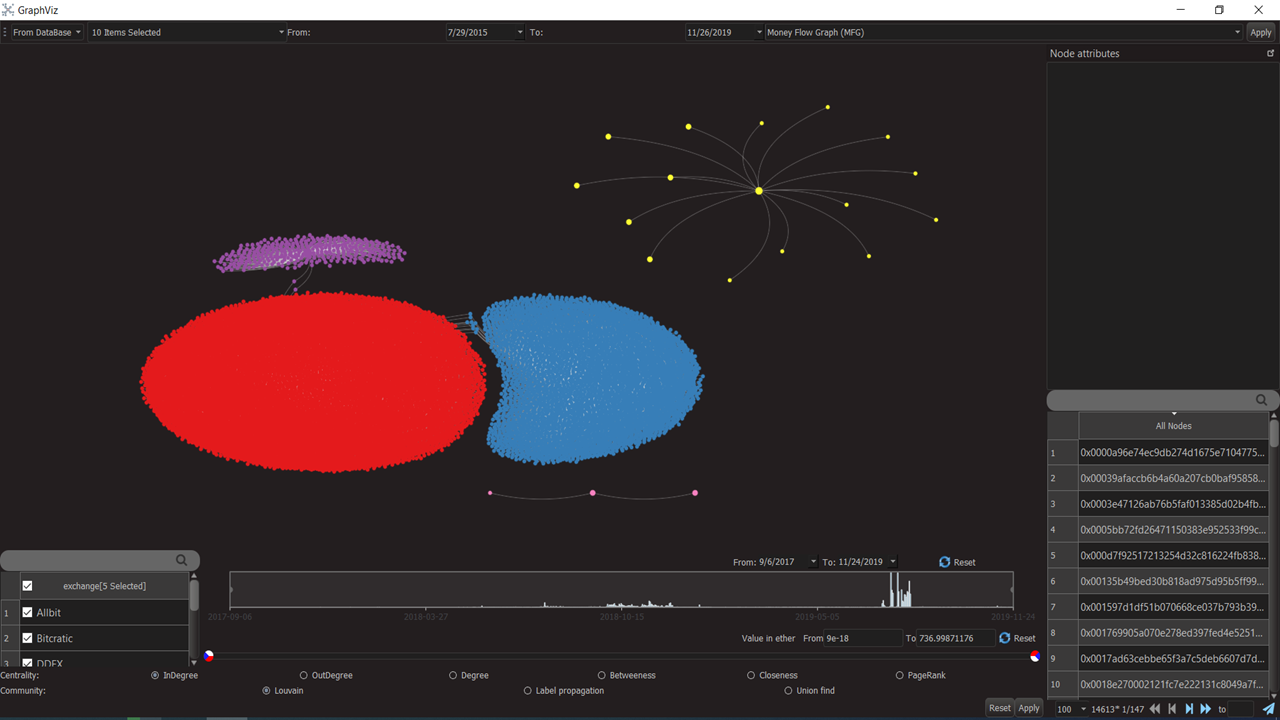 GraphViz
From DataBase 10 Items Selected From: 7/29/2015 To: 11/26/2019 Money Flow Graph (MFG) Apply
Node attributes
All Nodes
1 0x0000a96e74ec9db274d1675e7104775...
2 0x00039afaccb6b4a60a207cb0baf95858...
3 0x0003e47126ab76b5faf013385d02b4fb...
4 0x0005bb72fd26471150383e952533f99c...
5 0x000d7f92517213254d32c816224fb838...
6 0x00135b49bed30b818ad975d95b5ff99...
7 0x001597d1df51b070668ce037b793b39...
8 0x001769905a070e278ed397fed4e5251...
9 0x0017ad63cebbe65f3a7c5deb6607d7d...
10 0x0018e270002121fc7e222131c8049a7f...
100 14613* 1/147 to
exchange[5 Selected]
1 Allbit
2 Bitcratic
3 DDEX
From: 9/6/2017 To: 11/24/2019 Reset
2017-09-06 2018-03-27 2018-10-15 2019-05-05 2019-11-24
Value in ether From 9e-18 To 736.99871176 Reset
Centrality: InDegree OutDegree Degree Betweeness Closeness PageRank
Community: Louvain Label propagation Union find
Reset Apply